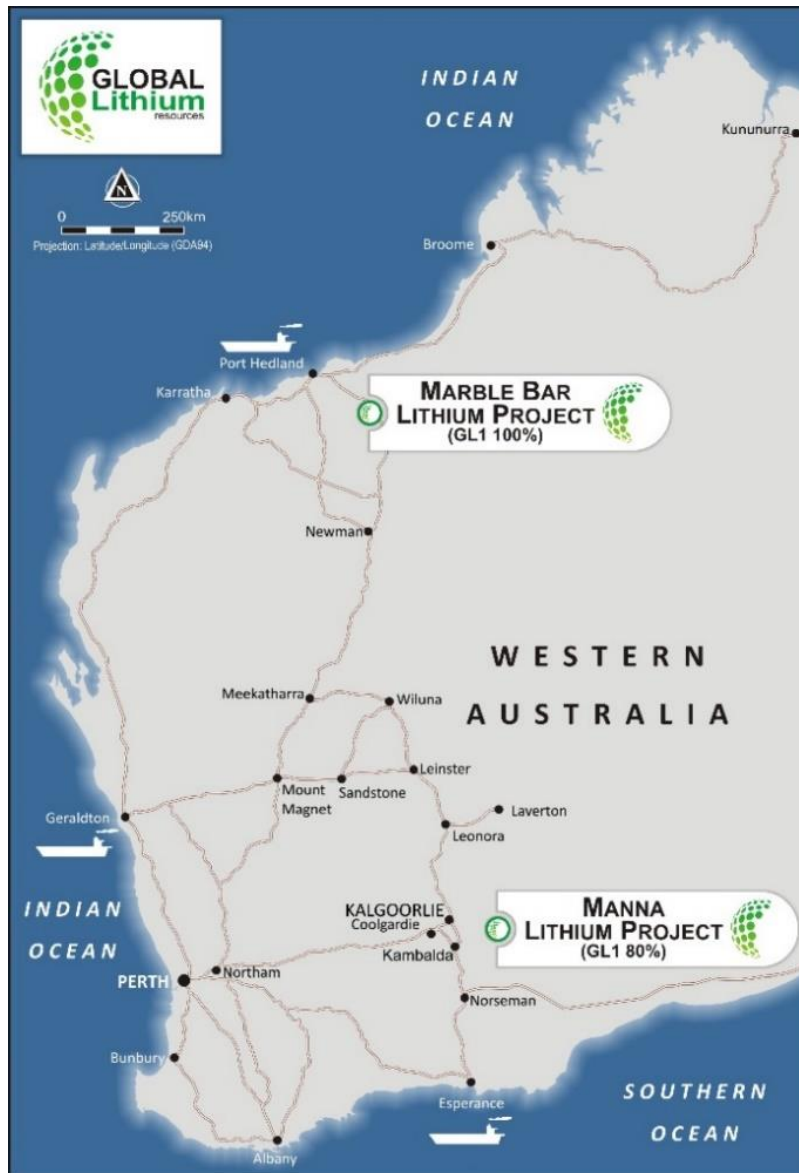 GLOBAL
Lithium
resources
N
0 250km
Projection: Latitude/Longitude (GDA94)
INDIAN
OCEAN
Kununurra
Broome
Port Hedland
Karratha
MARBLE BAR
LITHIUM PROJECT
(GL1 100%)
Newman
WESTERN
AUSTRALIA
Meekatharra
Wiluna
Leinster
Mount
Magnet
Sandstone
Laverton
Geraldton
Leonora
INDIAN
OCEAN
KALGOORLIE
Coolgardie
Kambalda
MANNA
LITHIUM PROJECT
(GL1 80%)
PERTH
Northam
Norseman
Bunbury
Esperance
Albany
SOUTHERN
OCEAN